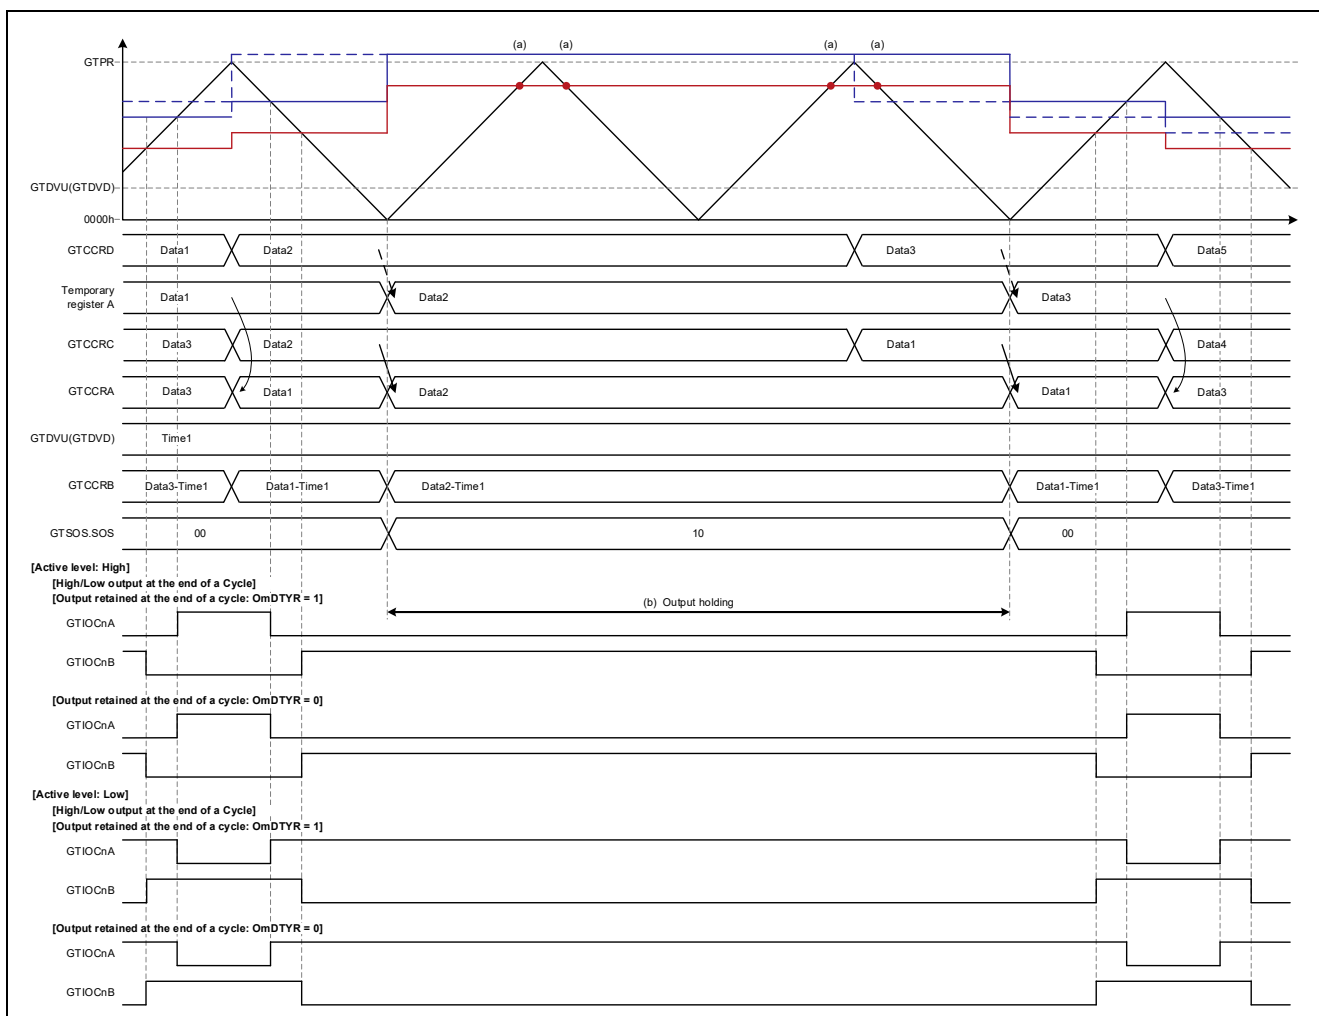 (a) (a) (a) (a)
GTPR
GTDVU(GTDVD)
0000h
GTCCRD Data1 Data2 Data3 Data5
Temporary
register A Data1 Data2 Data3
GTCCRC Data3 Data2 Data1 Data4
GTCCRA Data3 Data1 Data2 Data1 Data3
GTDVU(GTDVD) Time1
GTCCRB Data3-Time1 Data1-Time1 Data2-Time1 Data1-Time1 Data3-Time1
GTSOS.SOS 00 10 00
[Active level: High]
[High/Low output at the end of a Cycle]
[Output retained at the end of a cycle: OmDTYR = 1]
(b) Output holding
GTIOCnA
GTIOCnB
[Output retained at the end of a cycle: OmDTYR = 0]
GTIOCnA
GTIOCnB
[Active level: Low]
[High/Low output at the end of a Cycle]
[Output retained at the end of a cycle: OmDTYR = 1]
GTIOCnA
GTIOCnB
[Output retained at the end of a cycle: OmDTYR = 0]
GTIOCnA
GTIOCnB